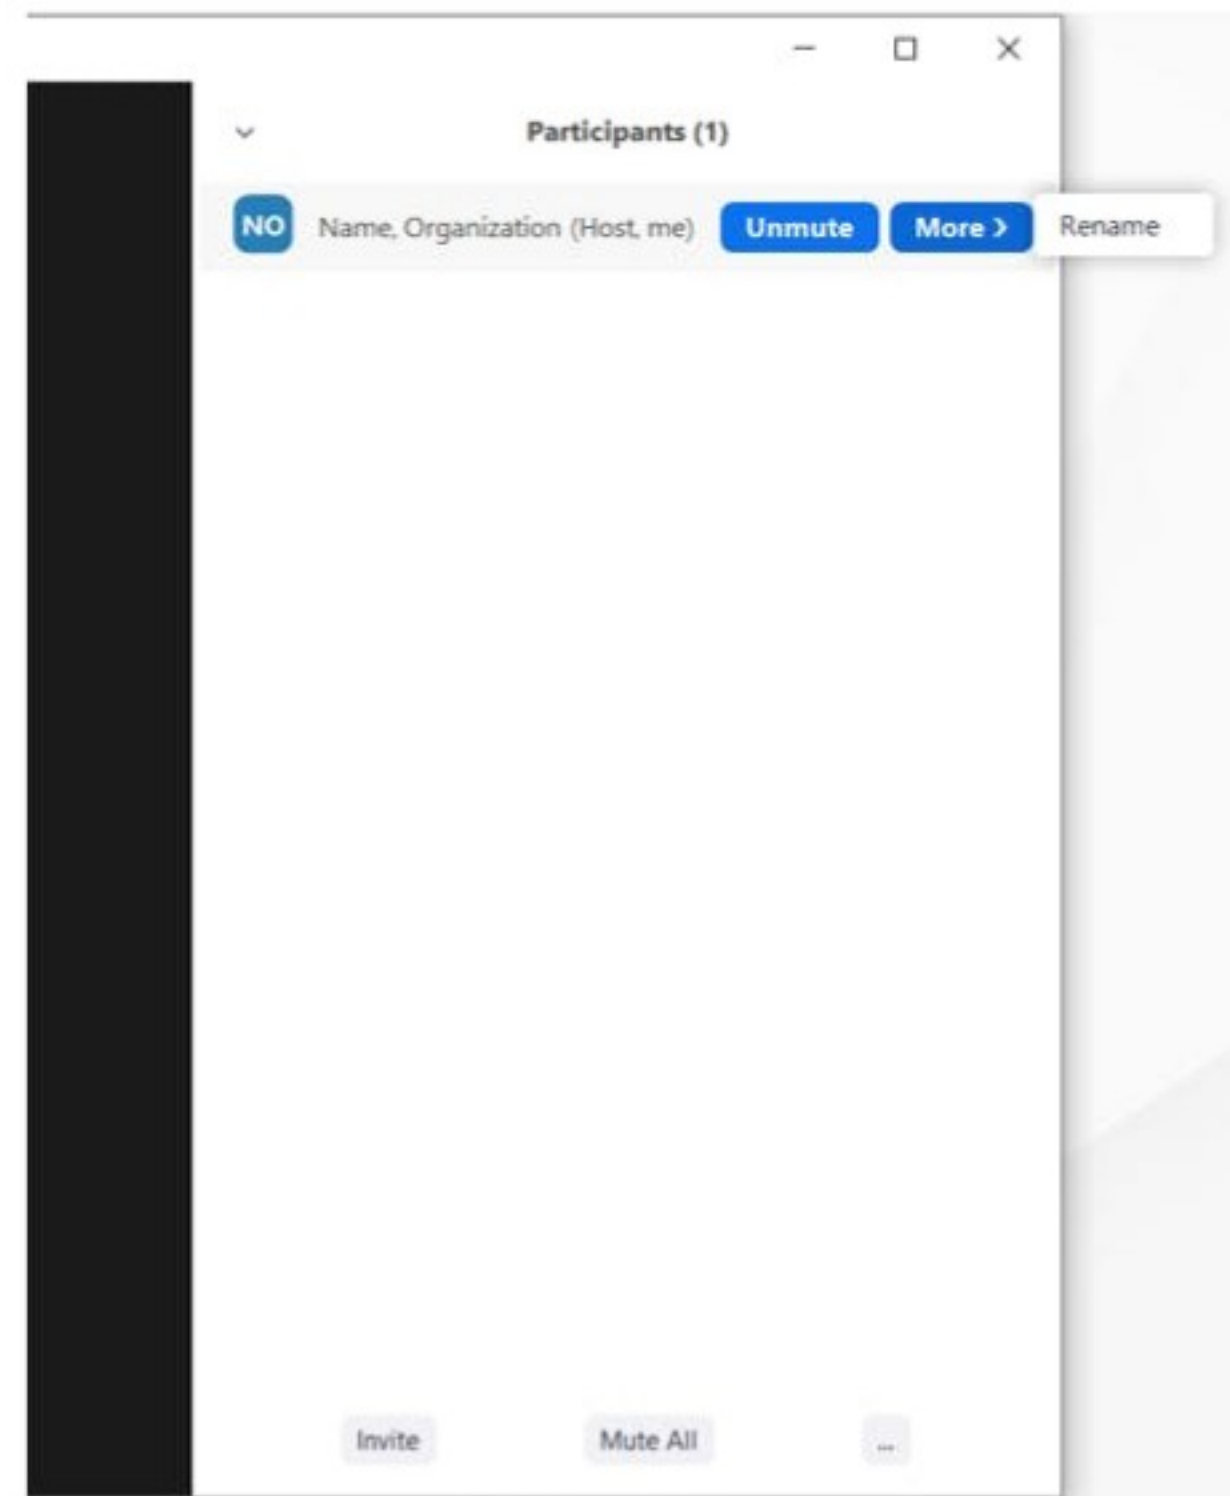 Participants (1)
NO Name, Organization (Host, me) Unmute More > Rename
Invite Mute All ...